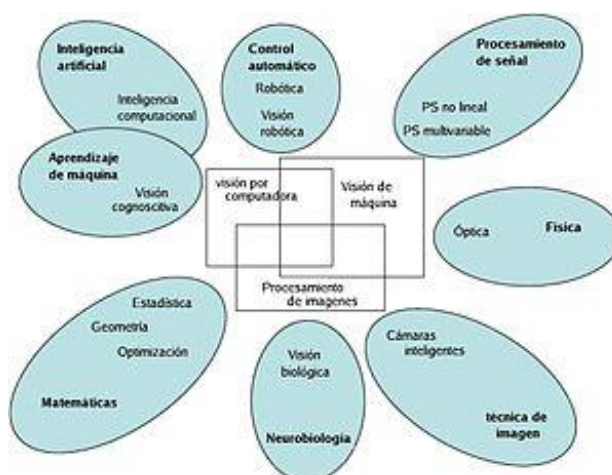 Inteligencia
artificial
Inteligencia
computacional
Aprendizaje
de máquina
Visión
cognoscitiva
Control
automático
Robótica
Visión
robótica
Procesamiento
de señal
PS no lineal
PS multivariable
visión por
computadora
Visión de
máquina
Procesamiento
de imagenes
Óptica
Física
Estadística
Geometría
Optimización
Matemáticas
Visión
biológica
Neurobiología
Cámaras
inteligentes
técnica de
imagen